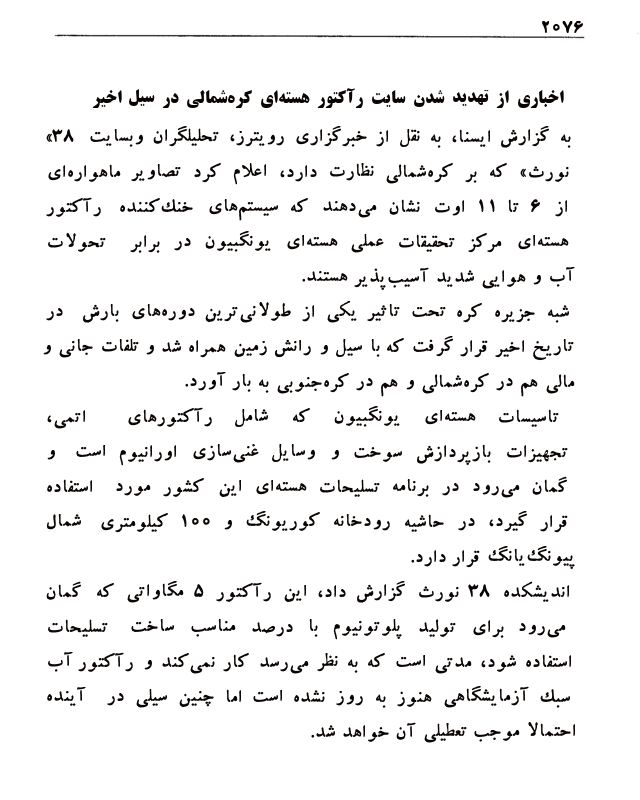 ۲۰۷۶
اخباری از تهدید شدن سایت رآکتور هسته‌ای کره‌شمالی در سیل اخیر
به گزارش ایسنا، به نقل از خبرگزاری رویترز، تحلیلگران وبسایت ۳۸»
نورث» که بر کره‌شمالی نظارت دارد، اعلام کرد تصاویر ماهواره‌ای
از ۶ تا ۱۱ اوت نشان می‌دهند که سیستم‌های خنک‌کننده رآکتور
هسته‌ای مرکز تحقیقات عملی هسته‌ای یونگبیون در برابر تحولات
آب و هوایی شدید آسیب‌پذیر هستند.
شبه جزیره کره تحت تاثیر یکی از طولانی‌ترین دوره‌های بارش در
تاریخ اخیر قرار گرفت که با سیل و رانش زمین همراه شد و تلفات جانی و
مالی هم در کره‌شمالی و هم در کره‌جنوبی به بار آورد.
تاسیسات هسته‌ای یونگبیون که شامل رآکتورهای اتمی،
تجهیزات بازپردازش سوخت و وسایل غنی‌سازی اورانیوم است و
گمان می‌رود در برنامه تسلیحات هسته‌ای این کشور مورد استفاده
قرار گیرد، در حاشیه رودخانه کوریونگ و ۱۰۰ کیلومتری شمال
پیونگ‌یانگ قرار دارد.
اندیشکده ۳۸ نورث گزارش داد، این رآکتور ۵ مگاواتی که گمان
می‌رود برای تولید پلوتونیوم با درصد مناسب ساخت تسلیحات
استفاده شود، مدتی است که به نظر می‌رسد کار نمی‌کند و رآکتور آب
سبک آزمایشگاهی هنوز به روز نشده است اما چنین سیلی در آینده
احتمالا موجب تعطیلی آن خواهد شد.